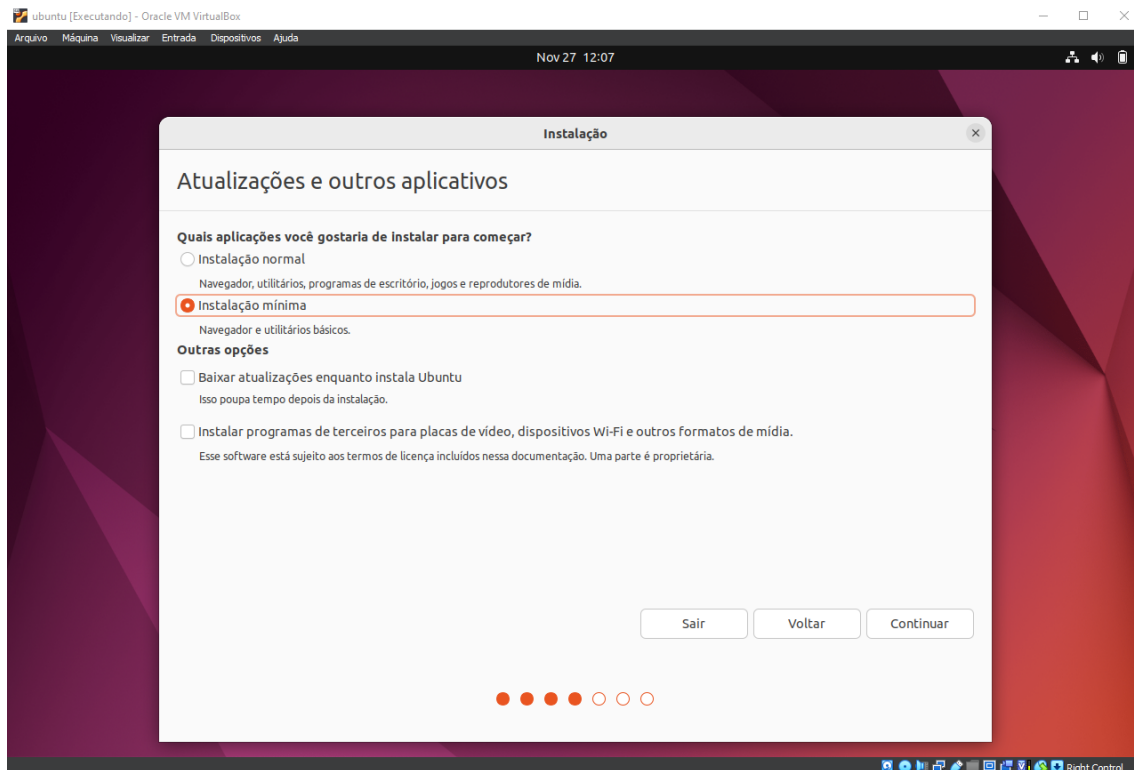 ubuntu [Executando] - Oracle VM VirtualBox
Arquivo Máquina Visualizar Entrada Dispositivos Ajuda
Nov 27 12:07
Instalação
Atualizações e outros aplicativos
Quais aplicações você gostaria de instalar para começar?
Instalação normal
Navegador, utilitários, programas de escritório, jogos e reprodutores de mídia.
Instalação mínima
Navegador e utilitários básicos.
Outras opções
Baixar atualizações enquanto instala Ubuntu
Isso poupa tempo depois da instalação.
Instalar programas de terceiros para placas de vídeo, dispositivos Wi-Fi e outros formatos de mídia.
Esse software está sujeito aos termos de licença incluídos nessa documentação. Uma parte é proprietária.
Sair Voltar Continuar
Right Control